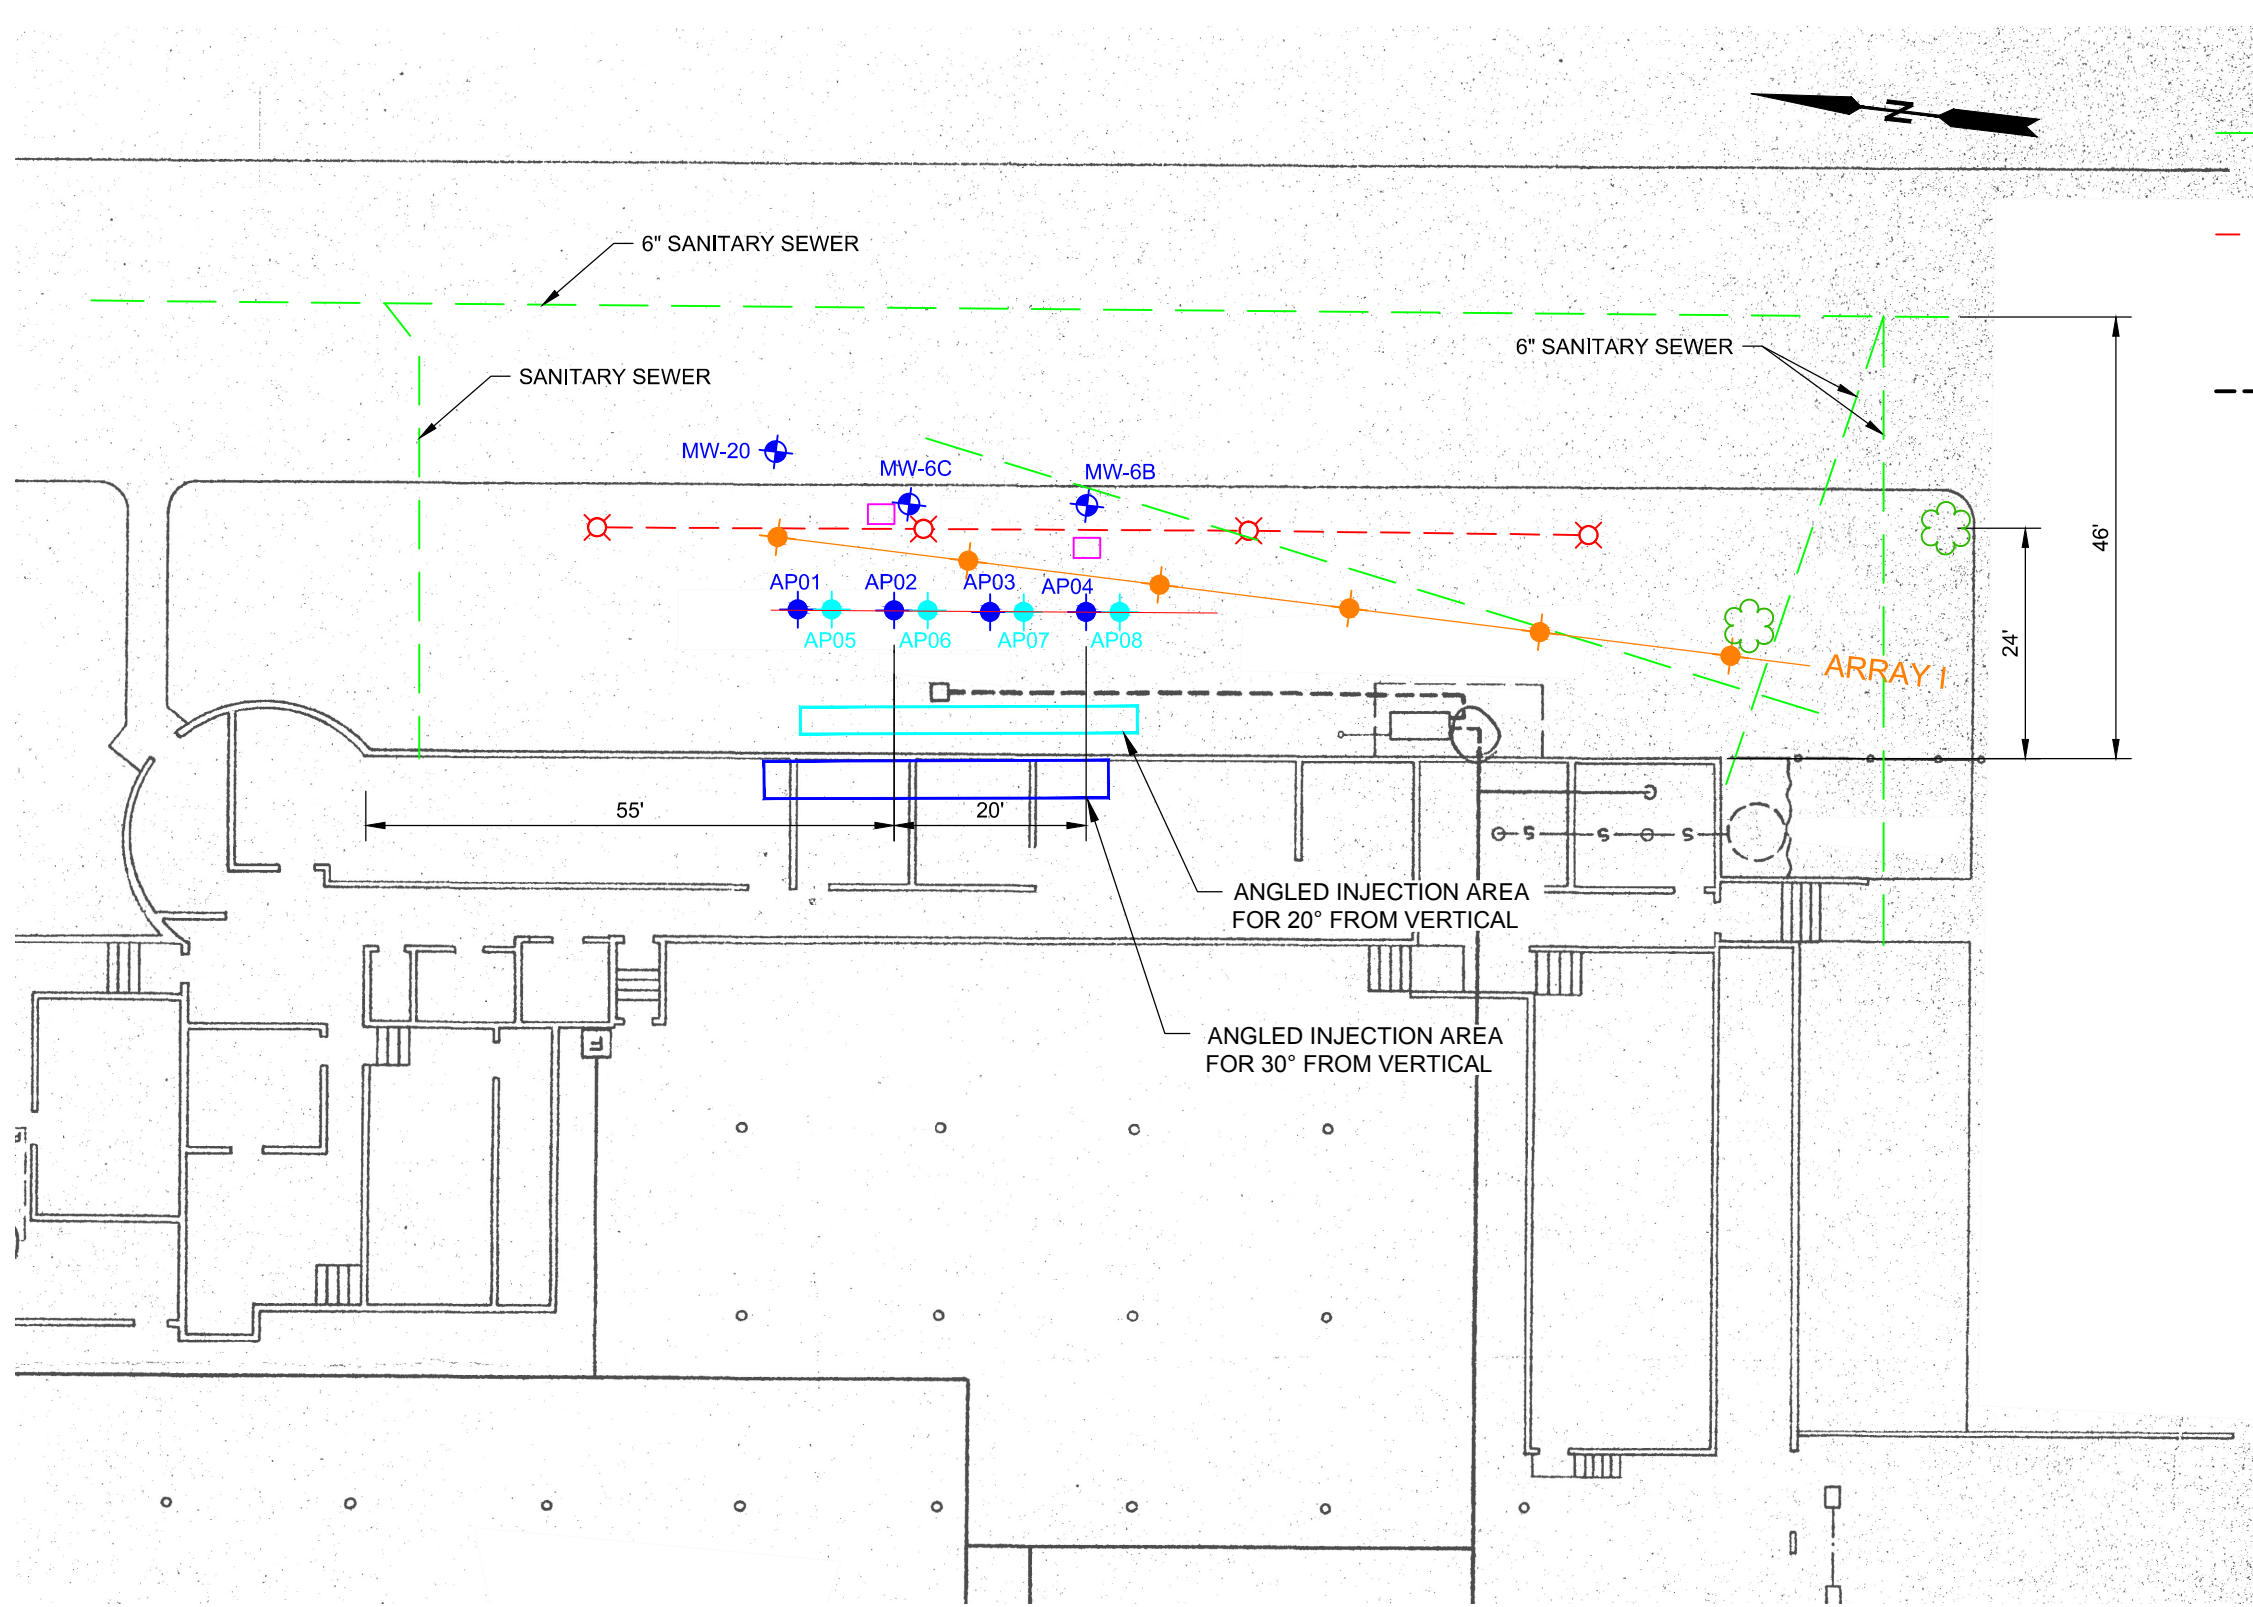 N
6" SANITARY SEWER
6" SANITARY SEWER
SANITARY SEWER
46'
MW-20
MW-6C
MW-6B
24'
AP01
AP02
AP03
AP04
AP05
AP06
AP07
AP08
ARRAY I
55'
20'
S
S
S
ANGLED INJECTION AREA
FOR 20° FROM VERTICAL
ANGLED INJECTION AREA
FOR 30° FROM VERTICAL
F